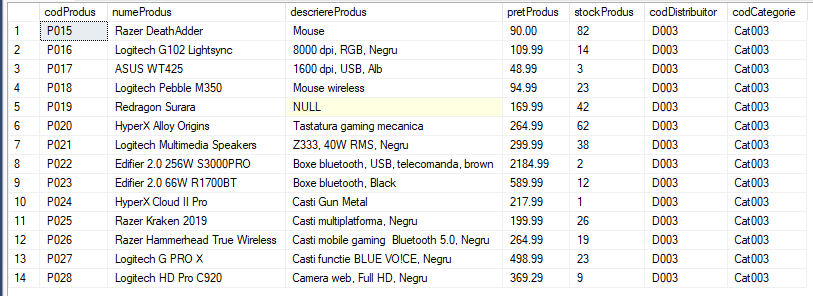 codProdus numeProdus descriereProdus pretProdus stockProdus codDistribuitor codCategorie
1 P015 Razer DeathAdder Mouse 90.00 82 D003 Cat003
2 P016 Logitech G102 Lightsync 8000 dpi, RGB, Negru 109.99 14 D003 Cat003
3 P017 ASUS WT425 1600 dpi, USB, Alb 48.99 3 D003 Cat003
4 P018 Logitech Pebble M350 Mouse wireless 94.99 23 D003 Cat003
5 P019 Redragon Surara NULL 169.99 42 D003 Cat003
6 P020 HyperX Alloy Origins Tastatura gaming mecanica 264.99 62 D003 Cat003
7 P021 Logitech Multimedia Speakers Z333, 40W RMS, Negru 299.99 38 D003 Cat003
8 P022 Edifier 2.0 256W S3000PRO Boxe bluetooth, USB, telecomanda, brown 2184.99 2 D003 Cat003
9 P023 Edifier 2.0 66W R1700BT Boxe bluetooth, Black 589.99 12 D003 Cat003
10 P024 HyperX Cloud II Pro Casti Gun Metal 217.99 1 D003 Cat003
11 P025 Razer Kraken 2019 Casti multiplatforma, Negru 199.99 26 D003 Cat003
12 P026 Razer Hammerhead True Wireless Casti mobile gaming Bluetooth 5.0, Negru 264.99 19 D003 Cat003
13 P027 Logitech G PRO X Casti functie BLUE VO!CE, Negru 498.99 23 D003 Cat003
14 P028 Logitech HD Pro C920 Camera web, Full HD, Negru 369.29 9 D003 Cat003